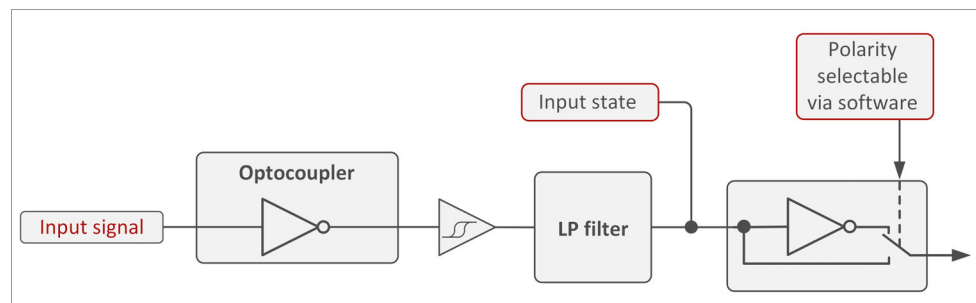 Polarity
selectable
via software
Input state
Optocoupler
Input signal
LP filter